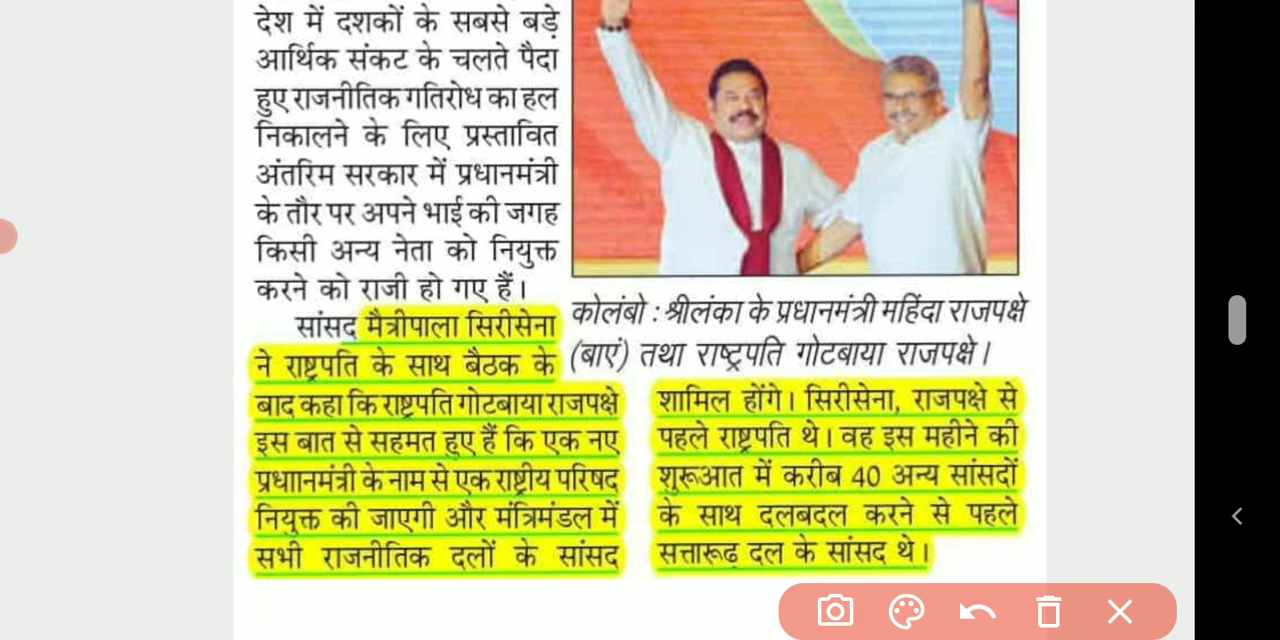 देश में दशकों के सबसे बड़े
आर्थिक संकट के चलते पैदा
हुए राजनीतिक गतिरोध का हल
निकालने के लिए प्रस्तावित
अंतरिम सरकार में प्रधानमंत्री
के तौर पर अपने भाई की जगह
किसी अन्य नेता को नियुक्त
करने को राजी हो गए हैं।
सांसद मैत्रीपाला सिरीसेना
ने राष्ट्रपति के साथ बैठक के
बाद कहा कि राष्ट्रपति गोटबाया राजपक्षे
इस बात से सहमत हुए हैं कि एक नए
प्रधाानमंत्री के नाम से एक राष्ट्रीय परिषद
नियुक्त की जाएगी और मंत्रिमंडल में
सभी राजनीतिक दलों के सांसद
कोलंबो : श्रीलंका के प्रधानमंत्री महिंदा राजपक्षे
(बाएं) तथा राष्ट्रपति गोटबाया राजपक्षे।
शामिल होंगे। सिरीसेना, राजपक्षे से
पहले राष्ट्रपति थे। वह इस महीने की
शुरूआत में करीब 40 अन्य सांसदों
के साथ दलबदल करने से पहले
सत्तारूढ़ दल के सांसद थे।